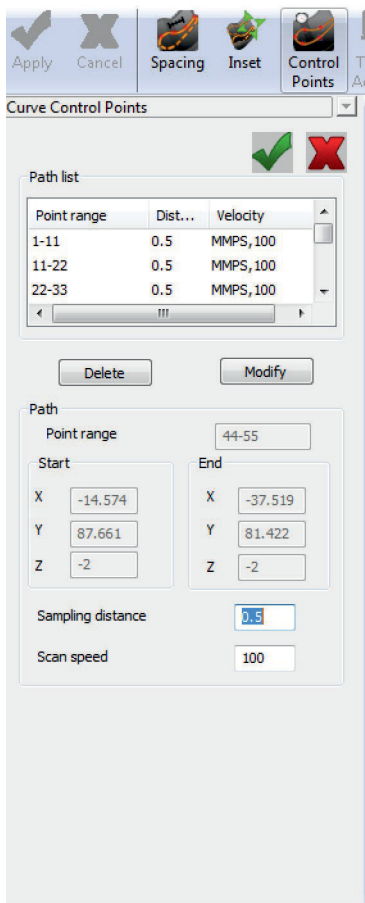 Apply Cancel Spacing Inset Control
Points
Curve Control Points
Path list
Point range Dist... Velocity
1-11 0.5 MMPS,100
11-22 0.5 MMPS,100
22-33 0.5 MMPS,100
Delete Modify
Path
Point range 44-55
Start End
X -14.574 X -37.519
Y 87.661 Y 81.422
Z -2 Z -2
Sampling distance 0.5
Scan speed 100